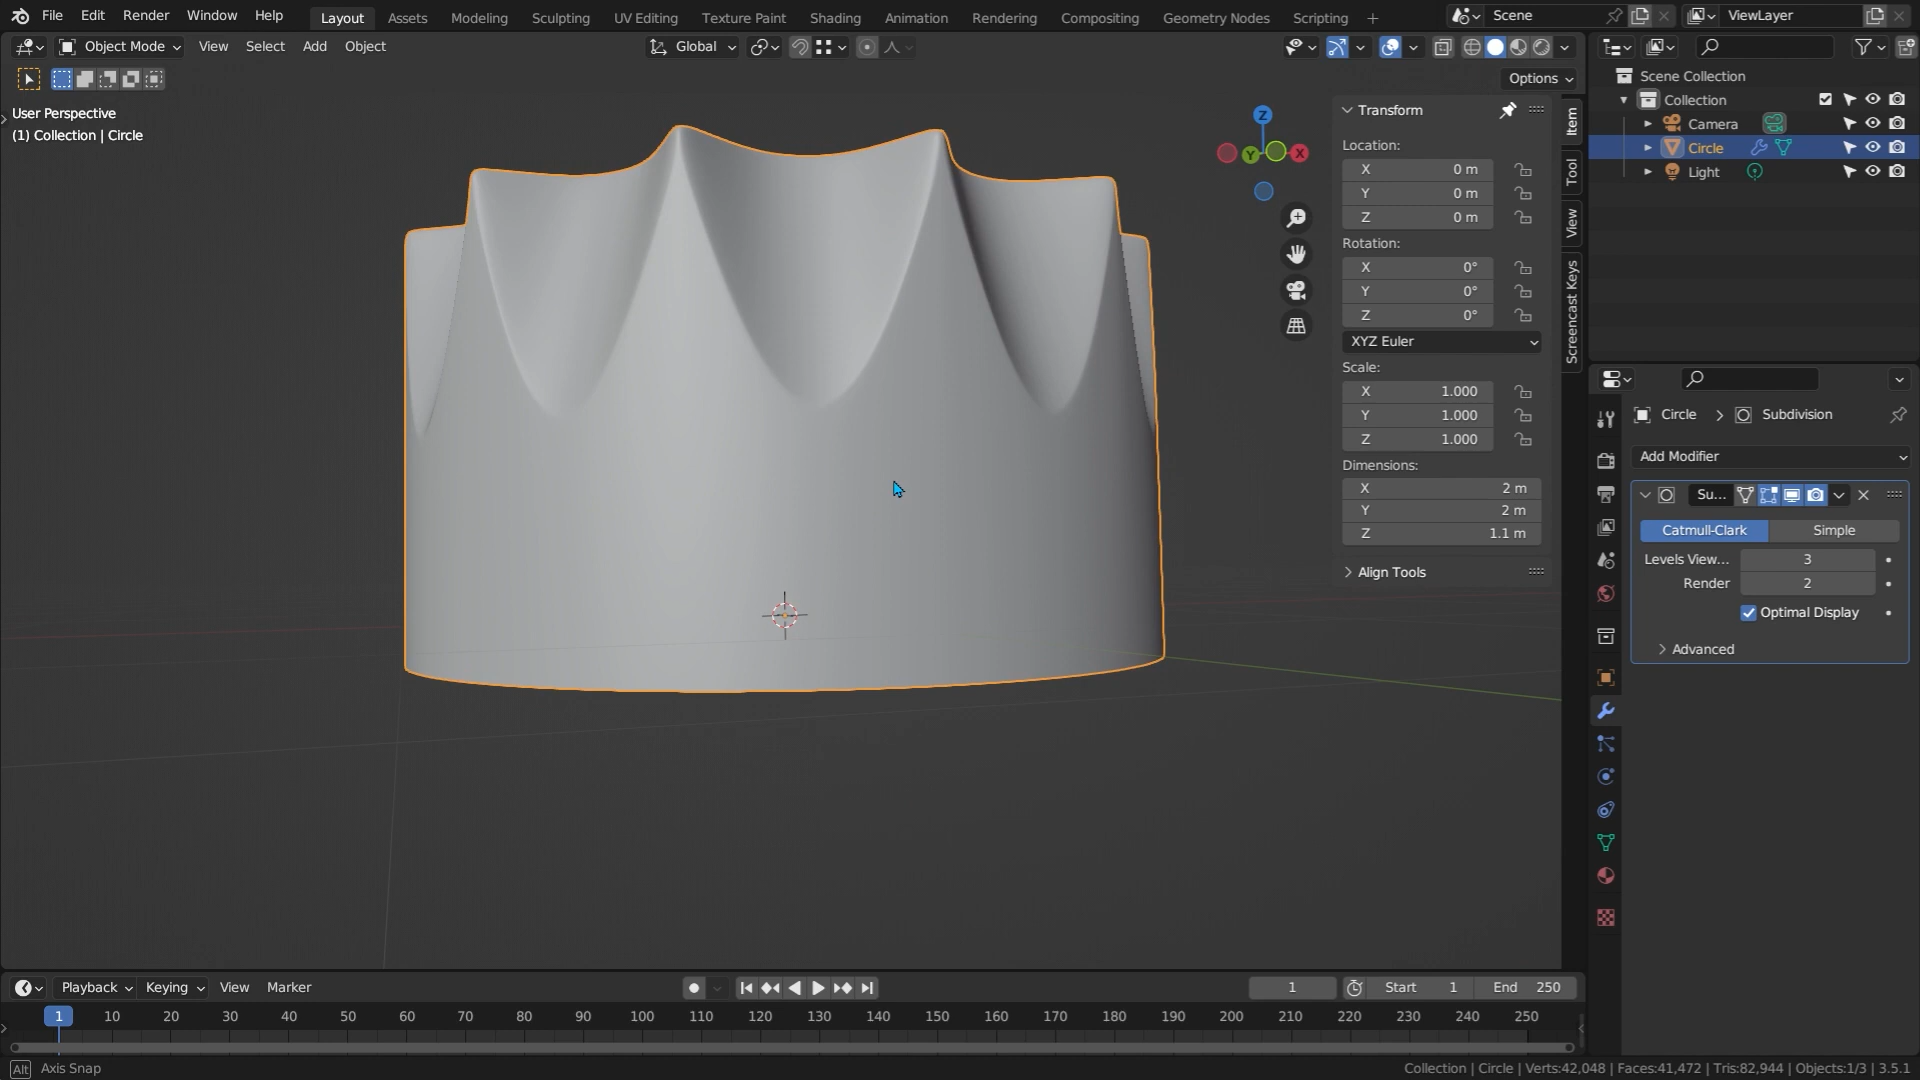 File Edit Render Window Help Layout Assets Modeling Sculpting UV Editing Texture Paint Shading Animation Rendering Compositing Geometry Nodes Scripting + Scene ViewLayer
Object Mode View Select Add Object Global
Options
User Perspective
(1) Collection | Circle
Z
Y
X
Transform
Location:
X 0 m
Y 0 m
Z 0 m
Rotation:
X 0°
Y 0°
Z 0°
XYZ Euler
Scale:
X 1.000
Y 1.000
Z 1.000
Dimensions:
X 2 m
Y 2 m
Z 1.1 m
Align Tools
Item
Tool
View
Screencast Keys
Scene Collection
Collection
Camera
Circle
Light
Circle > Subdivision
Add Modifier
Su...
Catmull-Clark Simple
Levels View... 3
Render 2
Optimal Display
Advanced
Playback Keying View Marker 1 Start 1 End 250
1 10 20 30 40 50 60 70 80 90 100 110 120 130 140 150 160 170 180 190 200 210 220 230 240 250
Alt Axis Snap Collection | Circle | Verts:42,048 | Faces:41,472 | Tris:82,944 | Objects:1/3 | 3.5.1